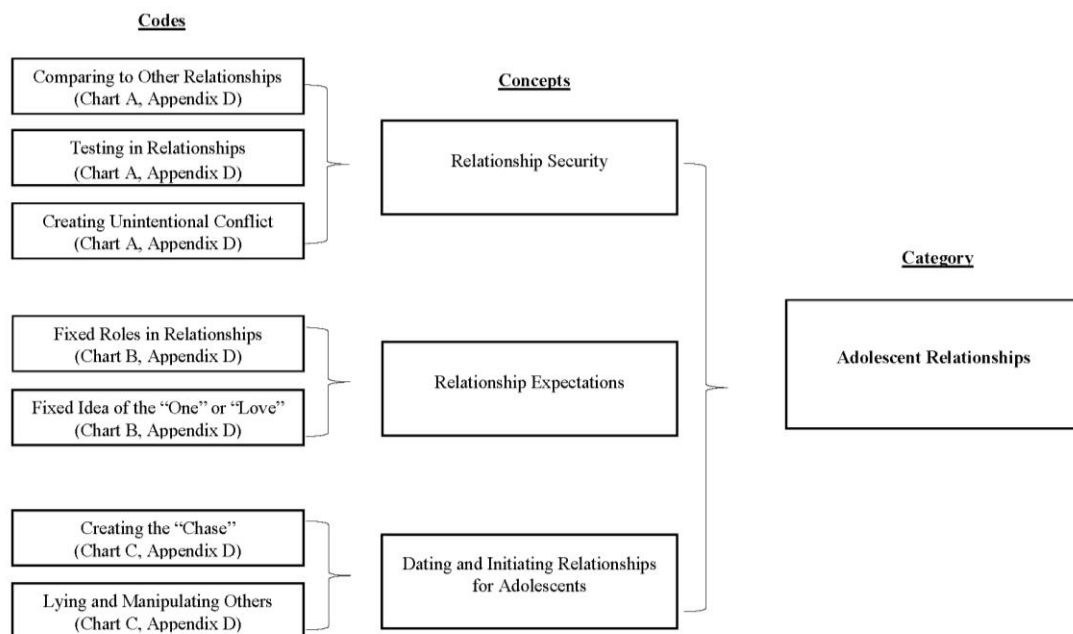 Codes
Comparing to Other Relationships
(Chart A, Appendix D)
Testing in Relationships
(Chart A, Appendix D)
Creating Unintentional Conflict
(Chart A, Appendix D)
Fixed Roles in Relationships
(Chart B, Appendix D)
Fixed Idea of the “One” or “Love”
(Chart B, Appendix D)
Creating the “Chase”
(Chart C, Appendix D)
Lying and Manipulating Others
(Chart C, Appendix D)
Concepts
Relationship Security
Relationship Expectations
Dating and Initiating Relationships
for Adolescents
Category
Adolescent Relationships